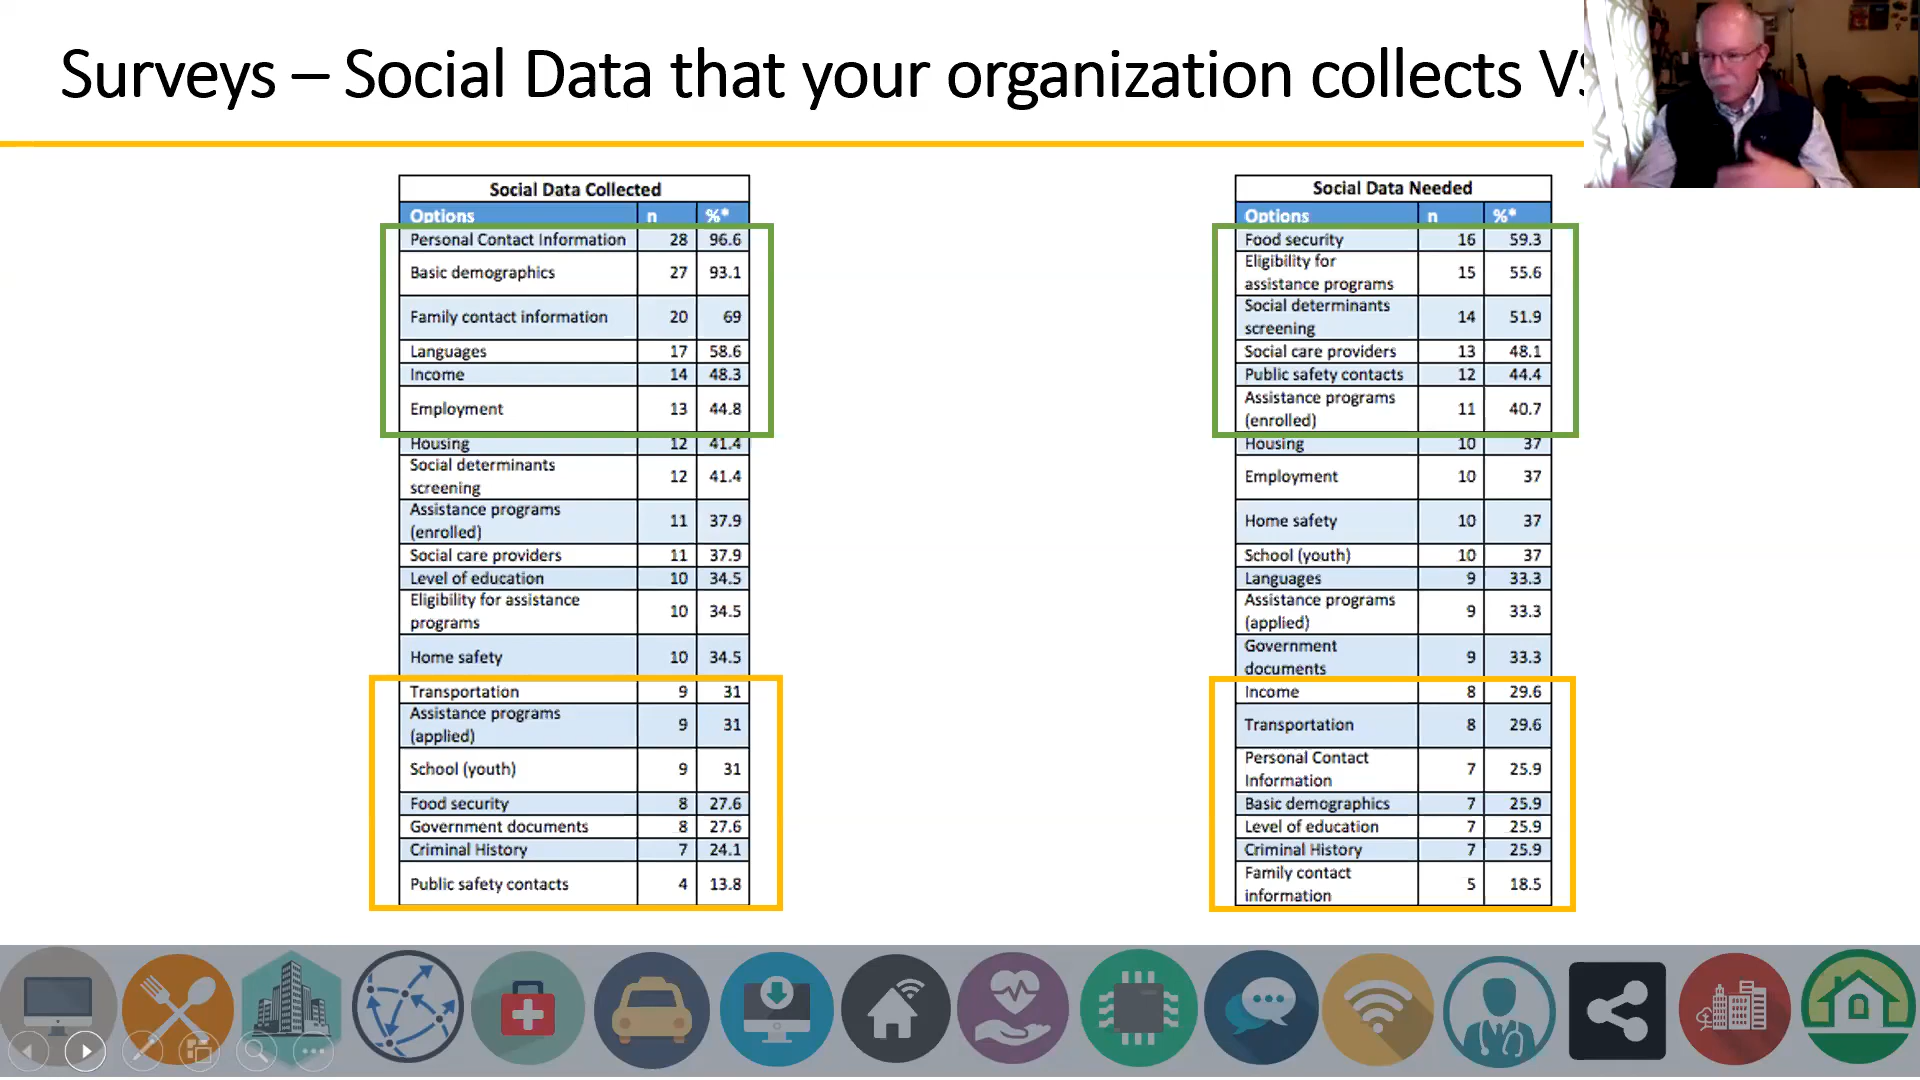 Surveys – Social Data that your organization collects VS
Social Data Collected
Options n %*
Personal Contact Information 28 96.6
Basic demographics 27 93.1
Family contact information 20 69
Languages 17 58.6
Income 14 48.3
Employment 13 44.8
Housing 12 41.4
Social determinants
screening 12 41.4
Assistance programs
(enrolled) 11 37.9
Social care providers 11 37.9
Level of education 10 34.5
Eligibility for assistance
programs 10 34.5
Home safety 10 34.5
Transportation 9 31
Assistance programs
(applied) 9 31
School (youth) 9 31
Food security 8 27.6
Government documents 8 27.6
Criminal History 7 24.1
Public safety contacts 4 13.8
Social Data Needed
Options n %*
Food security 16 59.3
Eligibility for
assistance programs 15 55.6
Social determinants
screening 14 51.9
Social care providers 13 48.1
Public safety contacts 12 44.4
Assistance programs
(enrolled) 11 40.7
Housing 10 37
Employment 10 37
Home safety 10 37
School (youth) 10 37
Languages 9 33.3
Assistance programs
(applied) 9 33.3
Government
documents 9 33.3
Income 8 29.6
Transportation 8 29.6
Personal Contact
Information 7 25.9
Basic demographics 7 25.9
Level of education 7 25.9
Criminal History 7 25.9
Family contact
information 5 18.5